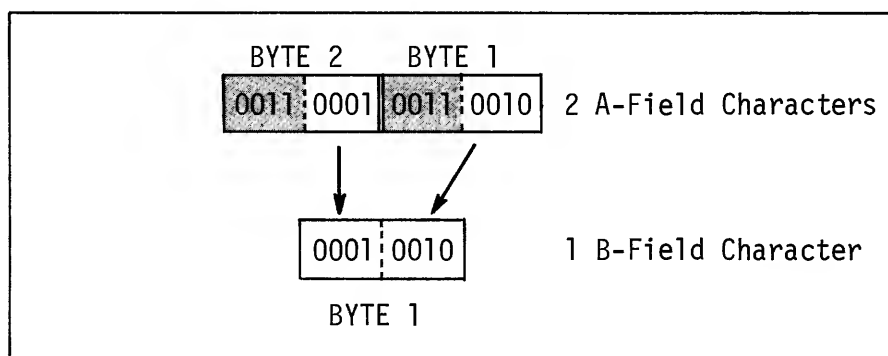 BYTE 2 BYTE 1
0011 0001 0011 0010 2 A-Field Characters
0001 0010 1 B-Field Character
BYTE 1